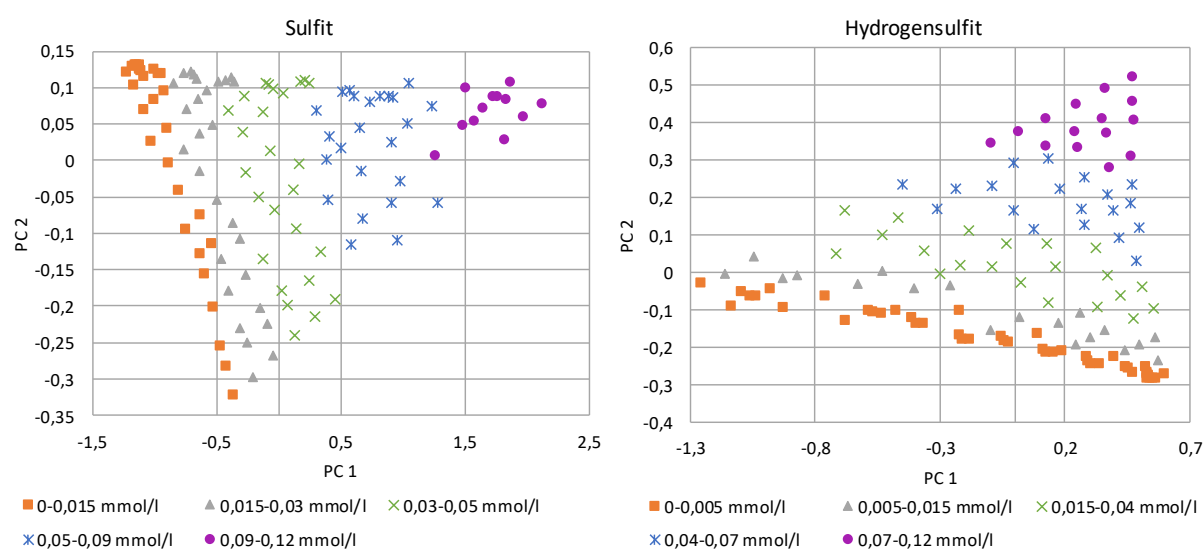 Sulfit
0,15
0,1
0,05
0
-0,05
-0,1
-0,15
-0,2
-0,25
-0,3
-0,35
PC 2
-1,5 -0,5 0,5 1,5 2,5
PC 1
0-0,015 mmol/l 0,015-0,03 mmol/l 0,03-0,05 mmol/l
0,05-0,09 mmol/l 0,09-0,12 mmol/l
Hydrogensulfit
0,6
0,5
0,4
0,3
0,2
0,1
0
-0,1
-0,2
-0,3
-0,4
PC 2
-1,3 -0,8 -0,3 0,2 0,7
PC 1
0-0,005 mmol/l 0,005-0,015 mmol/l 0,015-0,04 mmol/l
0,04-0,07 mmol/l 0,07-0,12 mmol/l